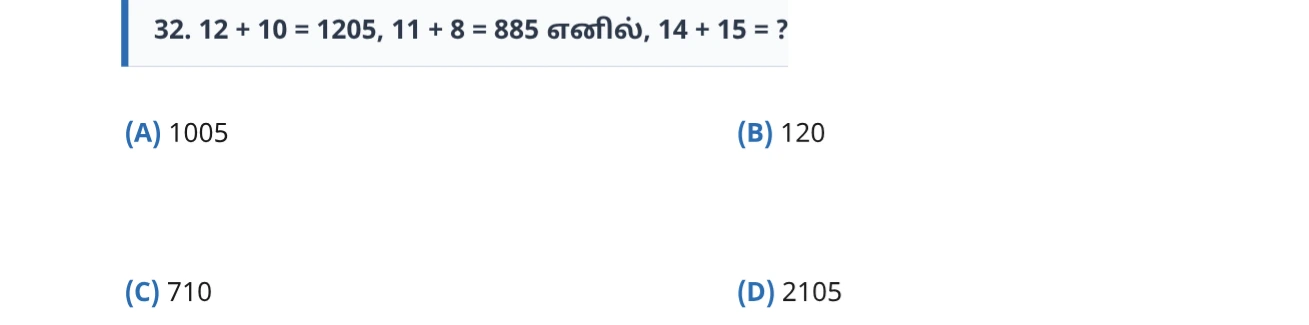 32. 12 + 10 = 1205, 11 + 8 = 885 எனில், 14 + 15 = ?
(A) 1005 (B) 120
(C) 710 (D) 2105